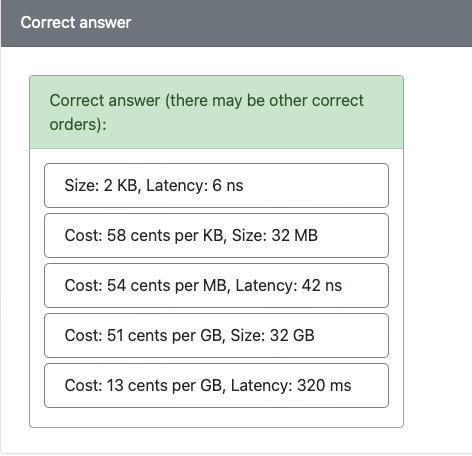 Correct answer
Correct answer (there may be other correct
orders):
Size: 2 KB, Latency: 6 ns
Cost: 58 cents per KB, Size: 32 MB
Cost: 54 cents per MB, Latency: 42 ns
Cost: 51 cents per GB, Size: 32 GB
Cost: 13 cents per GB, Latency: 320 ms